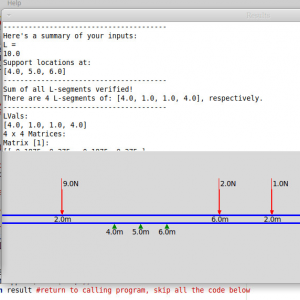 Help
----------------------------------------
Here's a summary of your inputs:
L =
10.0
Support locations at:
[4.0, 5.0, 6.0]
----------------------------------------
Sum of all L-segments verified!
There are 4 L-segments of: [4.0, 1.0, 1.0, 4.0], respectively.
----------------------------------------
LVals:
[4.0, 1.0, 1.0, 4.0]
4 x 4 Matrices:
Matrix [1]:
9.0N 2.0N 1.0N
2.0m 6.0m 2.0m
4.0m 5.0m 6.0m
n result #return to calling program, skip all the code below